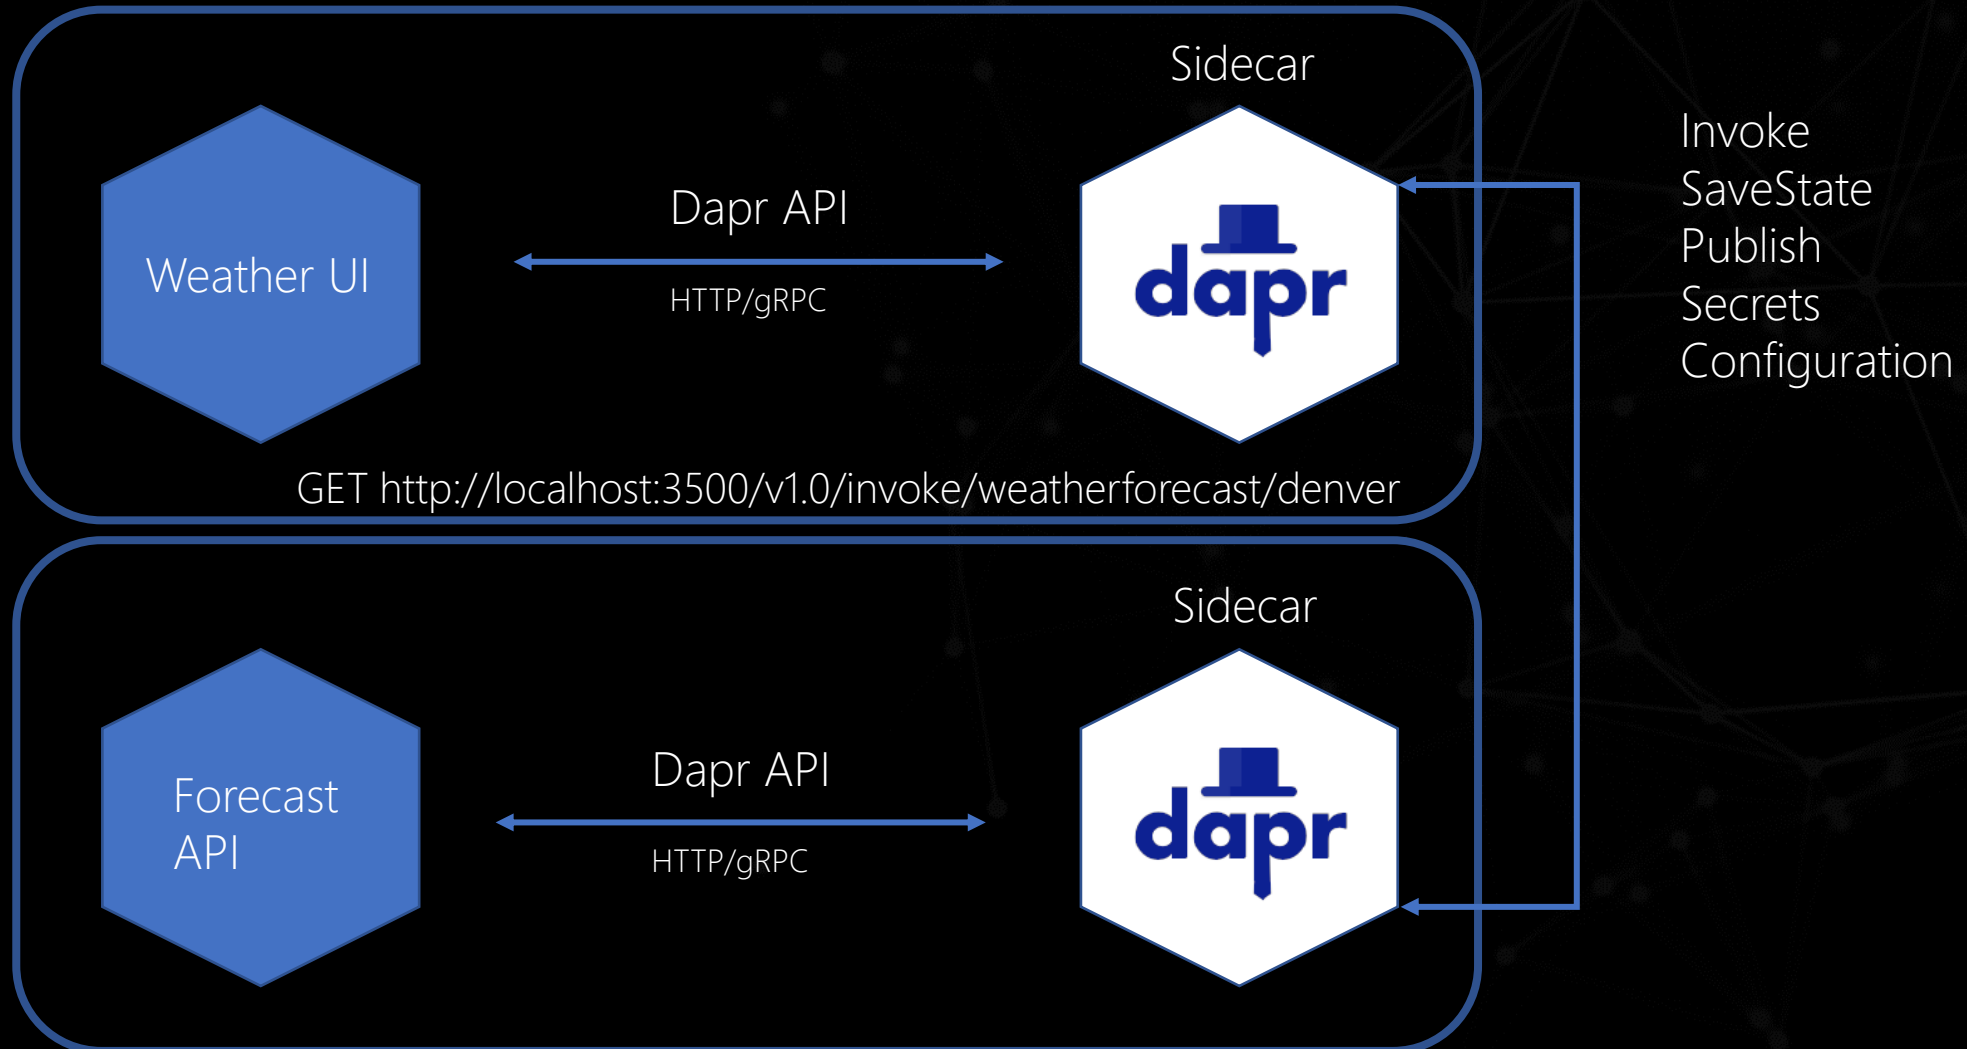 Sidecar
Weather UI
Dapr API
HTTP/gRPC
dapr
GET http://localhost:3500/v1.0/invoke/weatherforecast/denver
Invoke
SaveState
Publish
Secrets
Configuration
Sidecar
Forecast
API
Dapr API
HTTP/gRPC
dapr